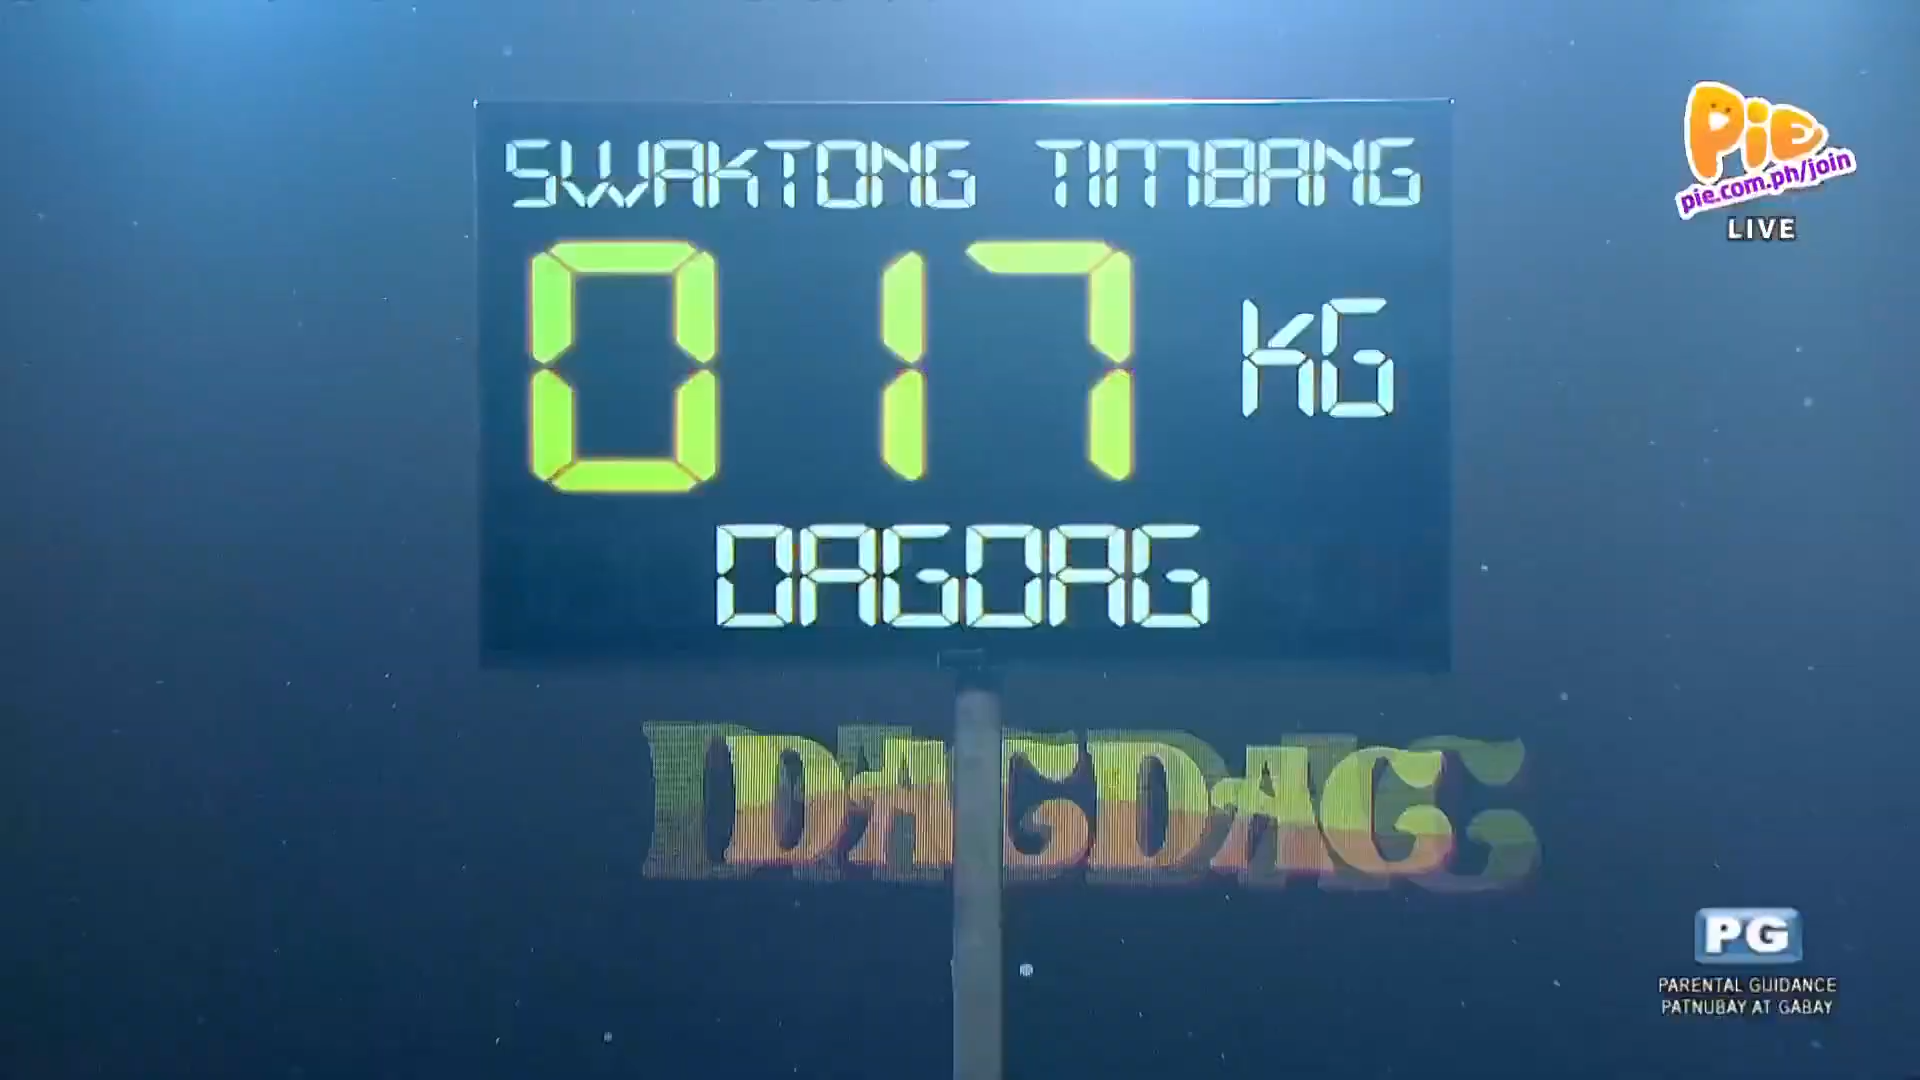 SWAKTONG TIMBANG
017 KG
DAGDAG
DAGDAG
Pie
pie.com.ph/join
LIVE
PG
PARENTAL GUIDANCE
PATNUBAY AT GABAY